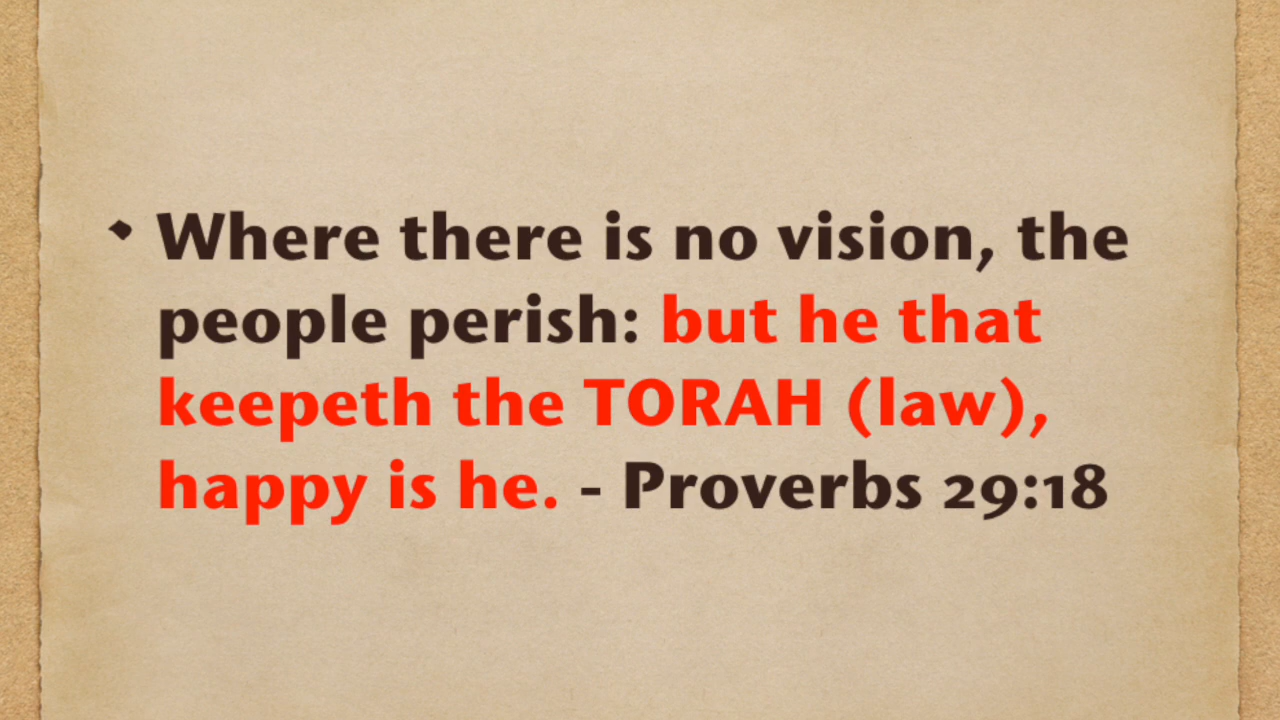 • Where there is no vision, the
people perish: but he that
keepeth the TORAH (law),
happy is he. - Proverbs 29:18